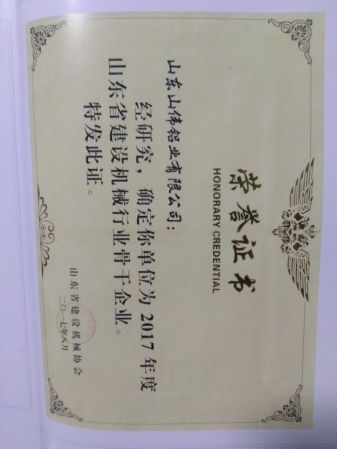 荣誉证书
HONORARY CREDENTIAL
山东山伟铝业有限公司：
经研究，确定你单位为2017年度
山东省建设机械行业骨干企业。
特发此证。
山东省建设机械协会
二〇一七年八月